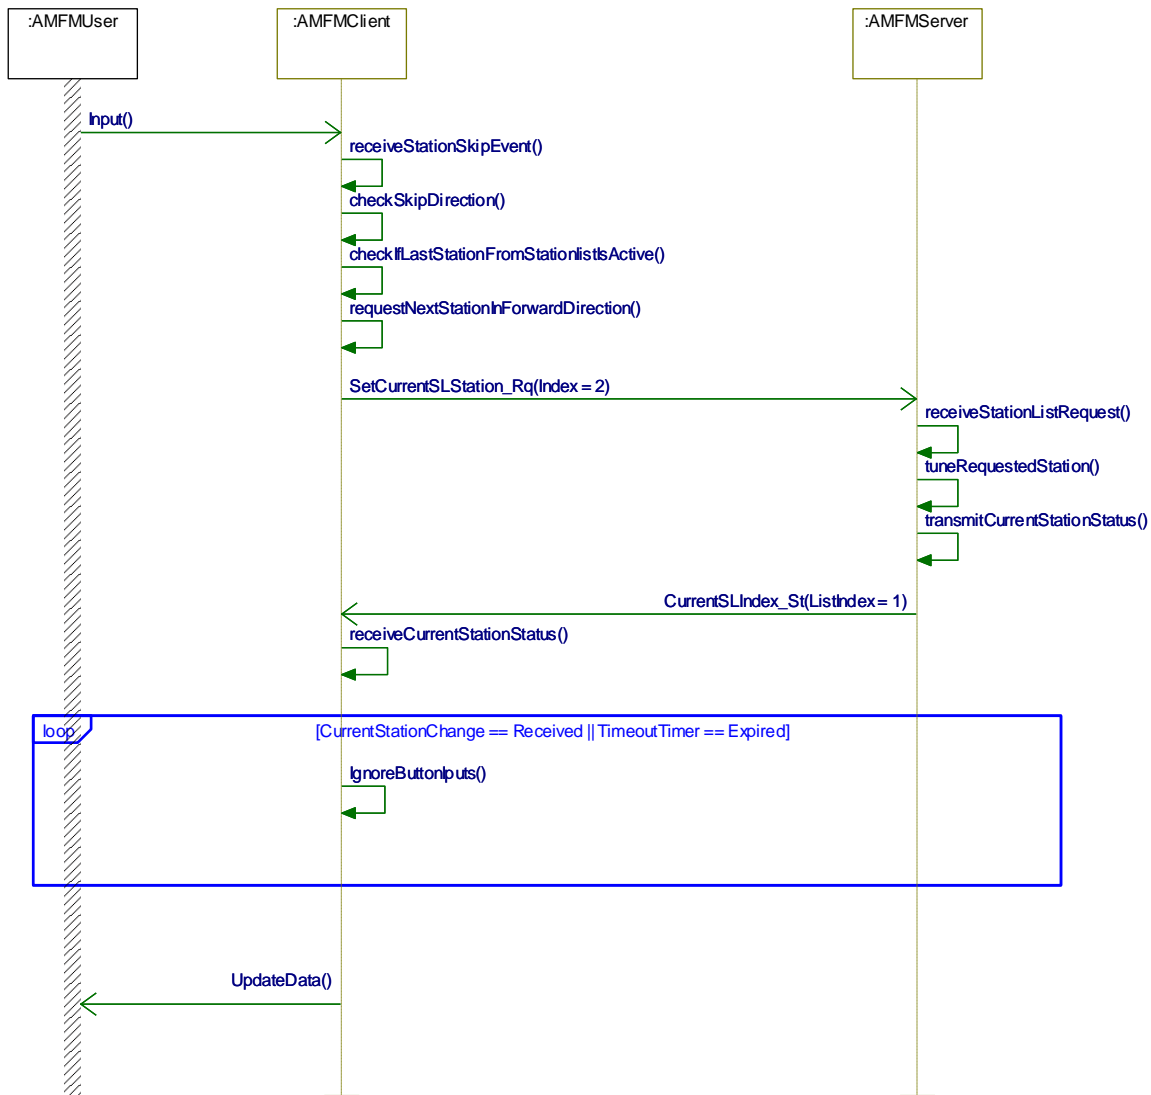 :AMFMUser
:AMFMClient
:AMFMServer
Input()
receiveStationSkipEvent()
checkSkipDirection()
checkIfLastStationFromStationlistIsActive()
requestNextStationInForwardDirection()
SetCurrentSLStation_Rq(Index = 2)
receiveStationListRequest()
tuneRequestedStation()
transmitCurrentStationStatus()
CurrentSLIndex_St(ListIndex = 1)
receiveCurrentStationStatus()
loop
[CurrentStationChange == Received || TimeoutTimer == Expired]
IgnoreButtonIputs()
UpdateData()